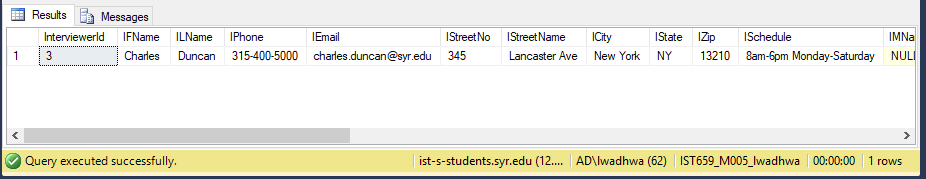 Results Messages
InterviewerId IFName ILName IPhone IEmail IStreetNo IStreetName ICity IState IZip ISchedule IMNa
1 3 Charles Duncan 315-400-5000 charles.duncan@syr.edu 345 Lancaster Ave New York NY 13210 8am-6pm Monday-Saturday NULL
Query executed successfully. ist-s-students.syr.edu (12.... AD\lwadhwa (62) IST659_M005_lwadhwa 00:00:00 1 rows